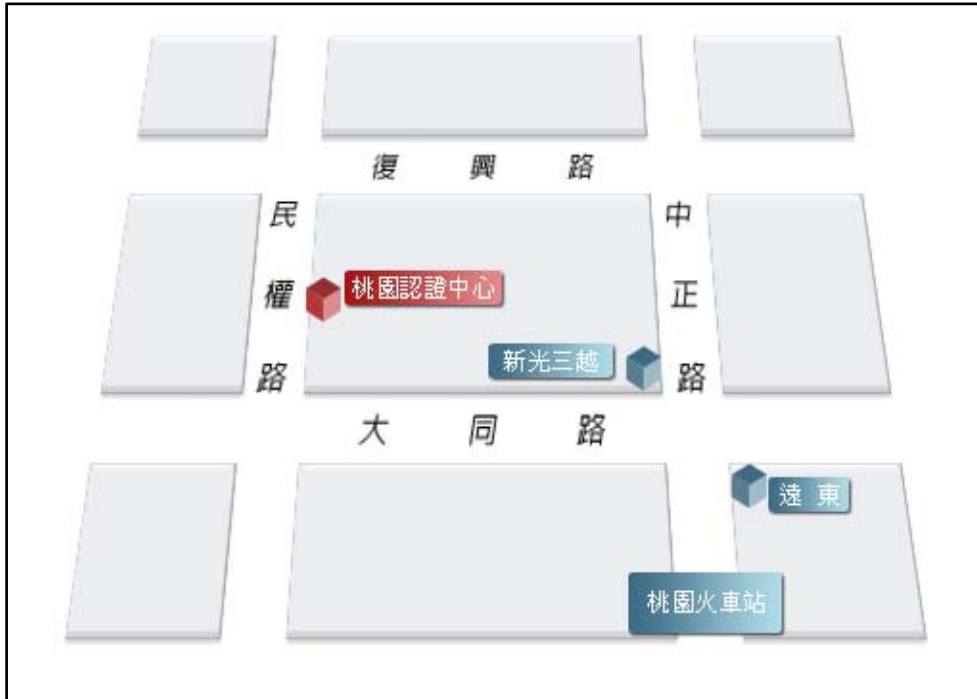 復興路
民權路
中正路
桃園認證中心
新光三越
大同路
遠東
桃園火車站